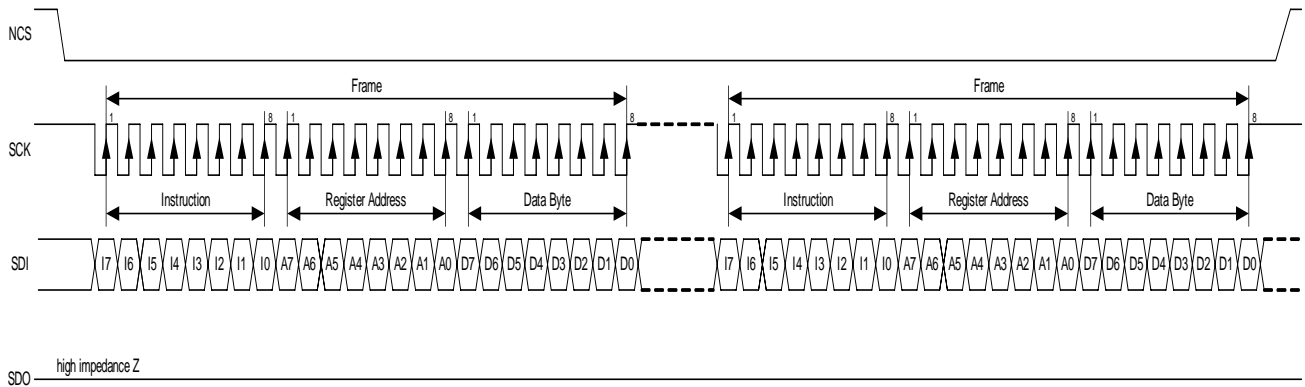 NCS
Frame Frame
1 8 1 8 1 8 1 8 1 8 1 8
SCK
Instruction Register Address Data Byte Instruction Register Address Data Byte
SDI I7 I6 I5 I4 I3 I2 I1 I0 A7 A6 A5 A4 A3 A2 A1 A0 D7 D6 D5 D4 D3 D2 D1 D0 I7 I6 I5 I4 I3 I2 I1 I0 A7 A6 A5 A4 A3 A2 A1 A0 D7 D6 D5 D4 D3 D2 D1 D0
high impedance Z
SDO